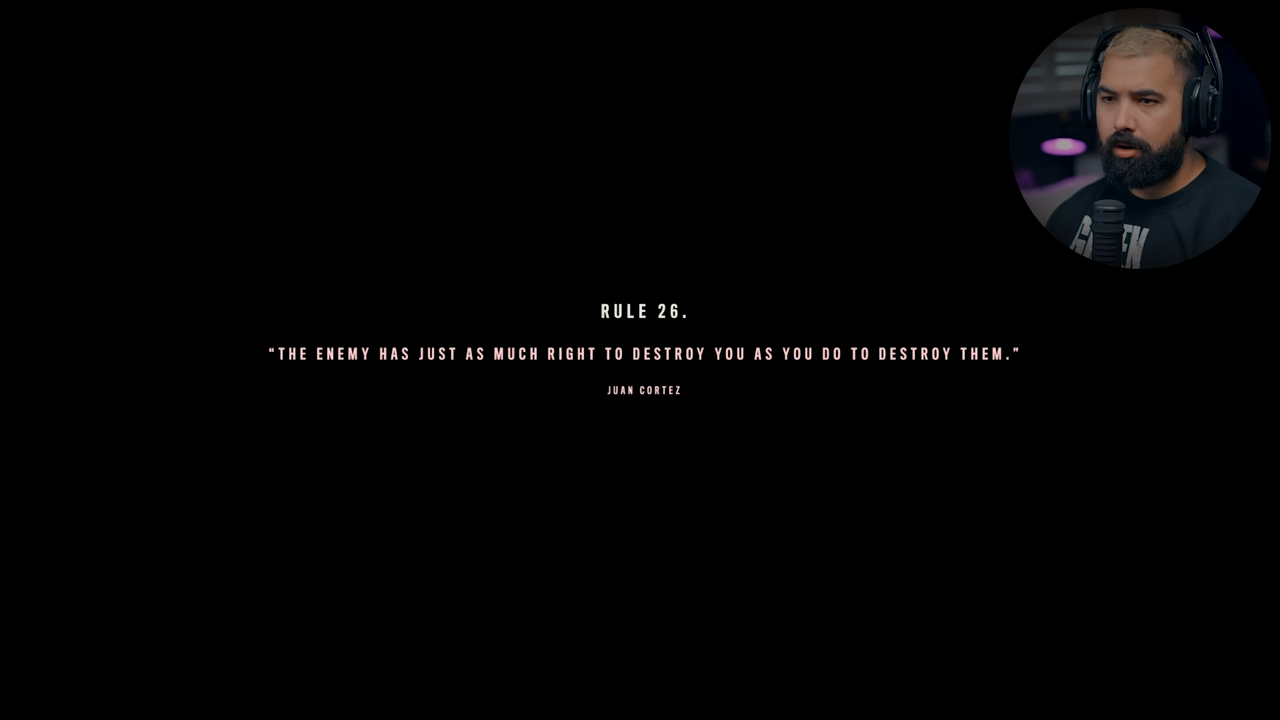 RULE 26.
“THE ENEMY HAS JUST AS MUCH RIGHT TO DESTROY YOU AS YOU DO TO DESTROY THEM.”
JUAN CORTEZ